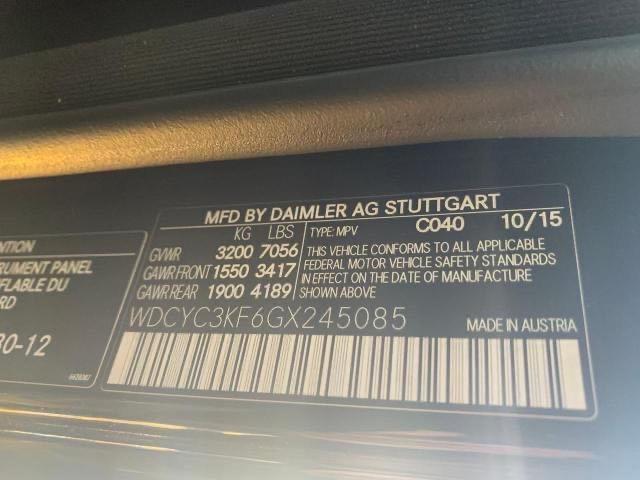 MFD BY DAIMLER AG STUTTGART
KG LBS TYPE: MPV C040 10/15
GVWR 3200 7056
GAWR FRONT 1550 3417
GAWR REAR 1900 4189
THIS VEHICLE CONFORMS TO ALL APPLICABLE
FEDERAL MOTOR VEHICLE SAFETY STANDARDS
IN EFFECT ON THE DATE OF MANUFACTURE
SHOWN ABOVE
WDCYC3KF6GX245085 MADE IN AUSTRIA
NTION
RUMENT PANEL
FLABLE DU
RD
30-12